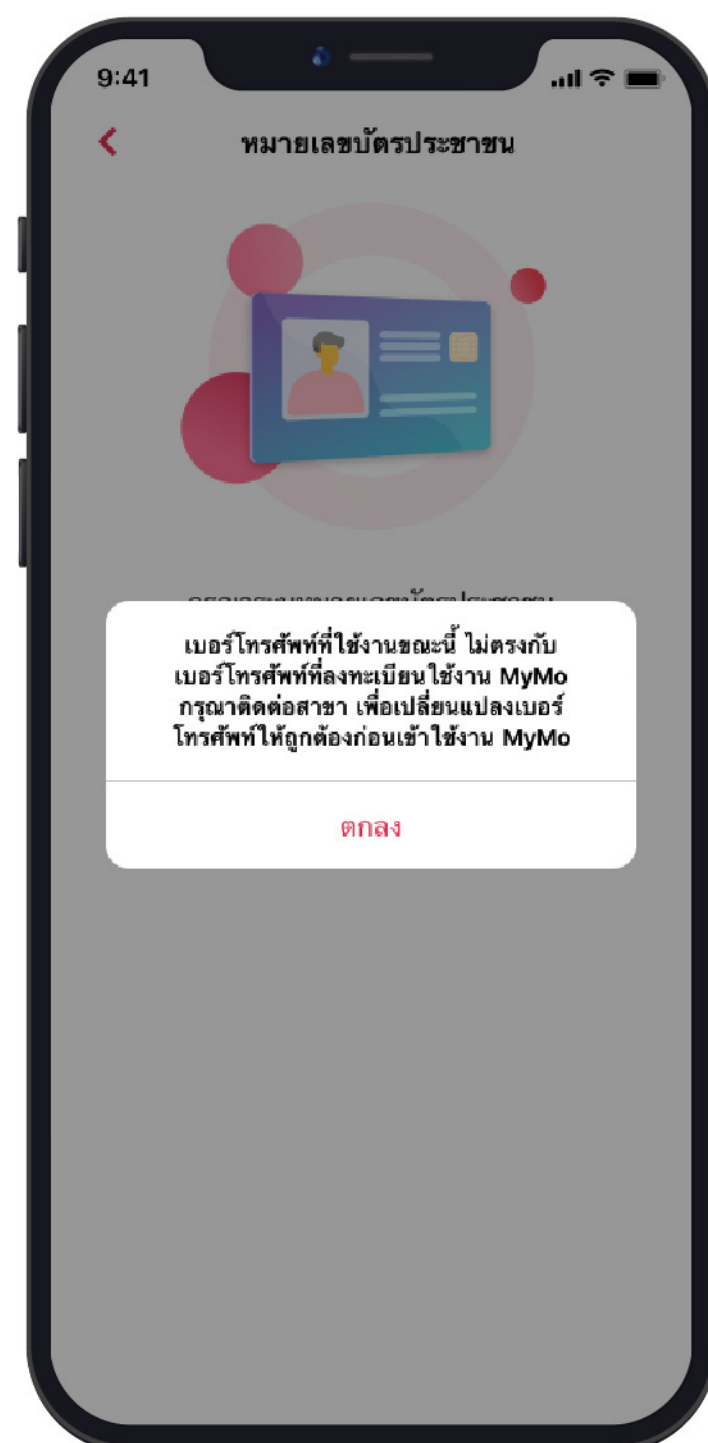 9:41
หมายเลขบัตรประชาชน
เบอร์โทรศัพท์ที่ใช้งานขณะนี้ ไม่ตรงกับ
เบอร์โทรศัพท์ที่ลงทะเบียนใช้งาน MyMo
กรุณาติดต่อสาขา เพื่อเปลี่ยนแปลงเบอร์
โทรศัพท์ให้ถูกต้องก่อนเข้าใช้งาน MyMo
ตกลง